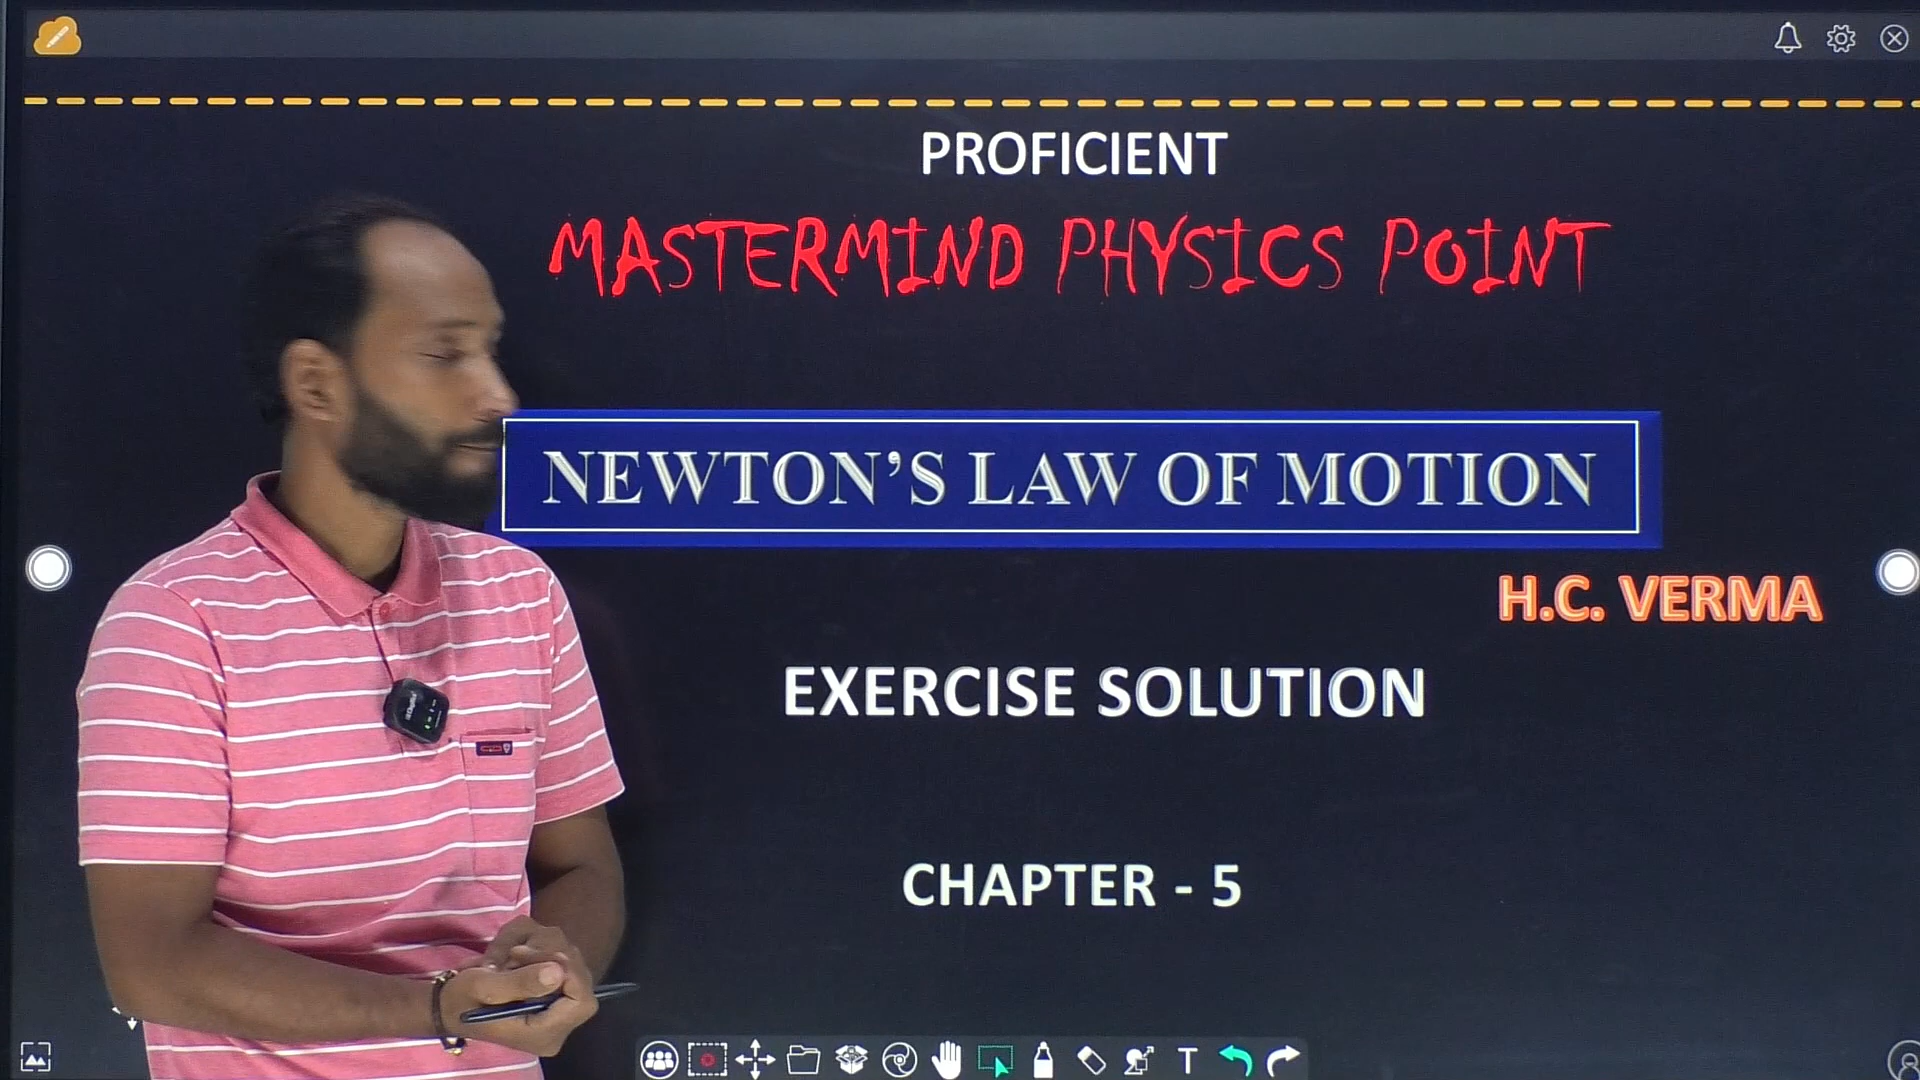 PROFICIENT
MASTERMIND PHYSICS POINT
NEWTON'S LAW OF MOTION
H.C. VERMA
EXERCISE SOLUTION
CHAPTER - 5
T